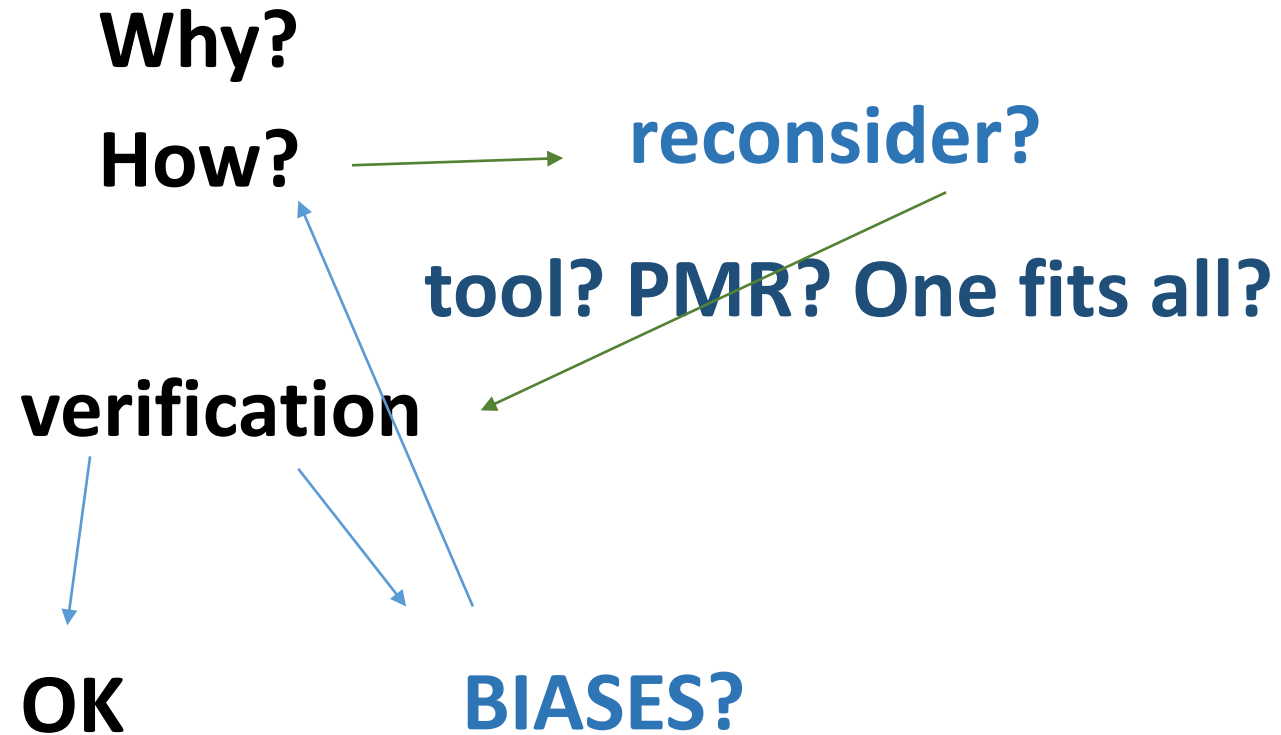 Why?
How?
reconsider?
tool? PMR? One fits all?
verification
OK
BIASES?